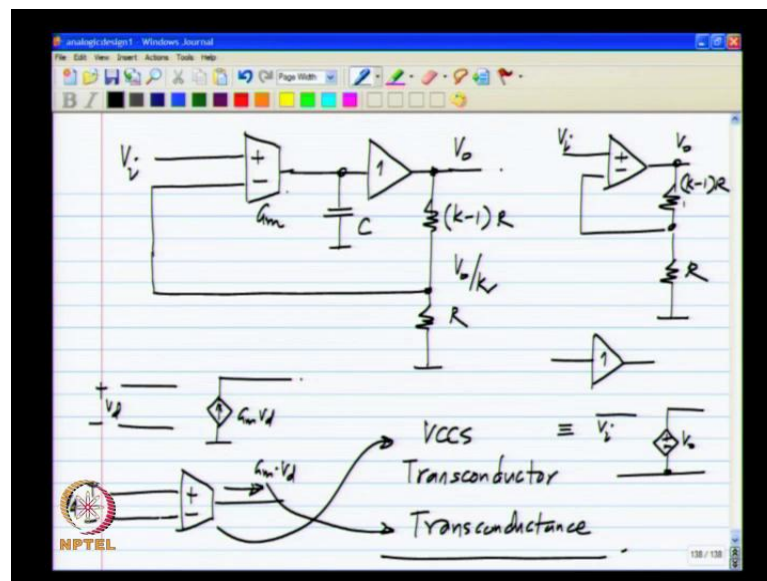 analogicdesign1 - Windows Journal
File Edit View Insert Actions Tools Help
Page Width
B I
Vi + - Gm
C
1
Vo
(k-1) R
Vo/k
R
Vi + -
Vo
(k-1)R
R
1
+ Vd -
Gm Vd
VCCS
≡ Vi + - Vo
Transconductor
+ - Gm·Vd
Transconductance
NPTEL
138 / 138